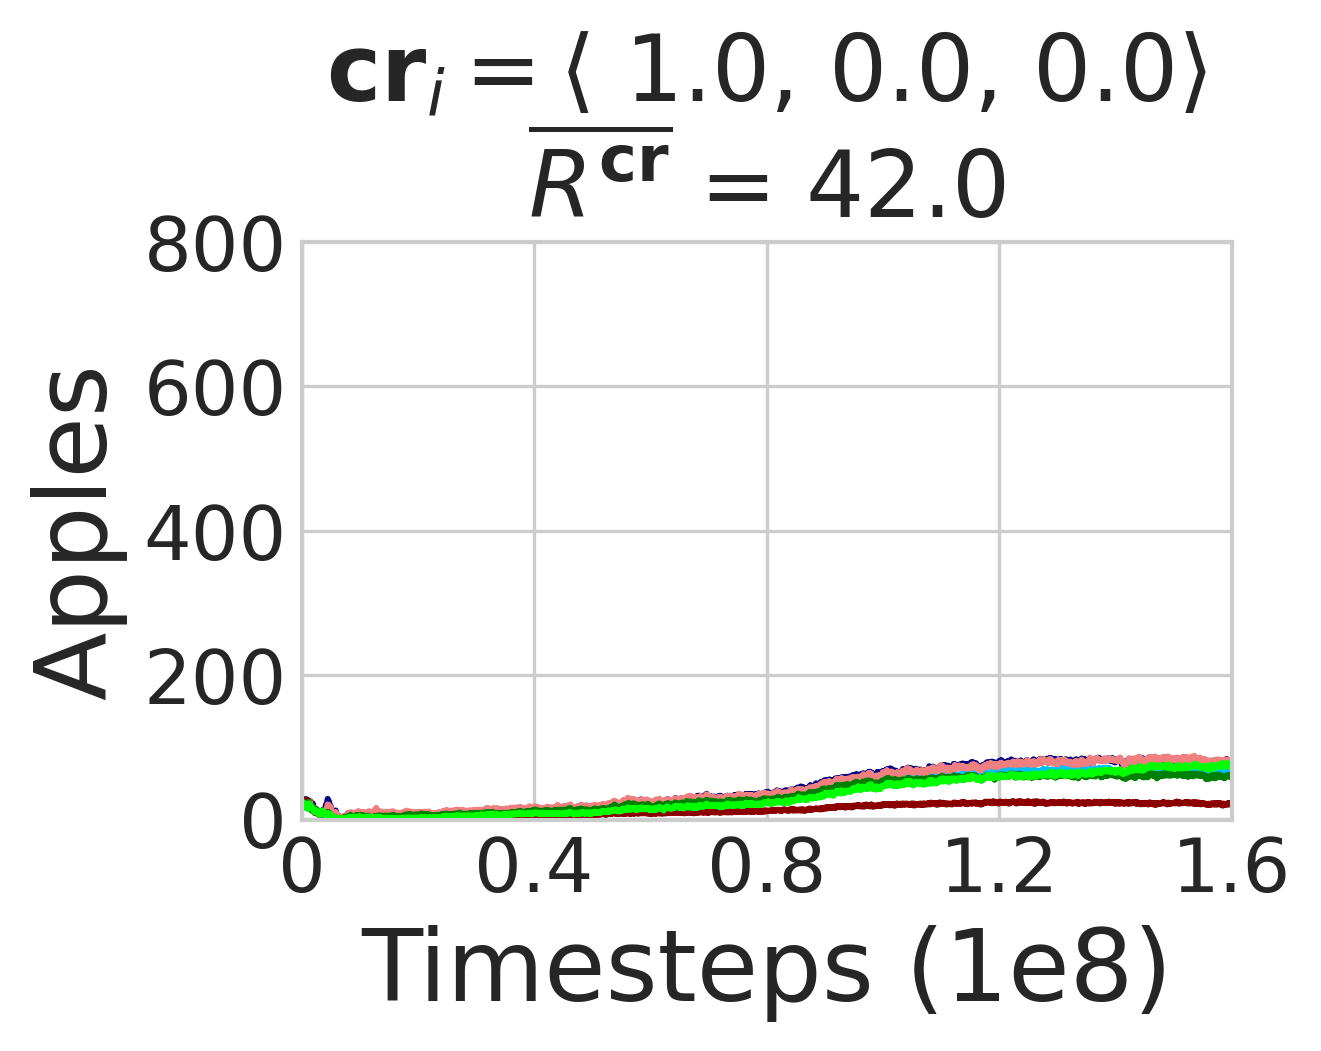 cr_i = ⟨ 1.0, 0.0, 0.0⟩
\overline{R^{cr}} = 42.0
800
600
400
200
0
Apples
0 0.4 0.8 1.2 1.6
Timesteps (1e8)